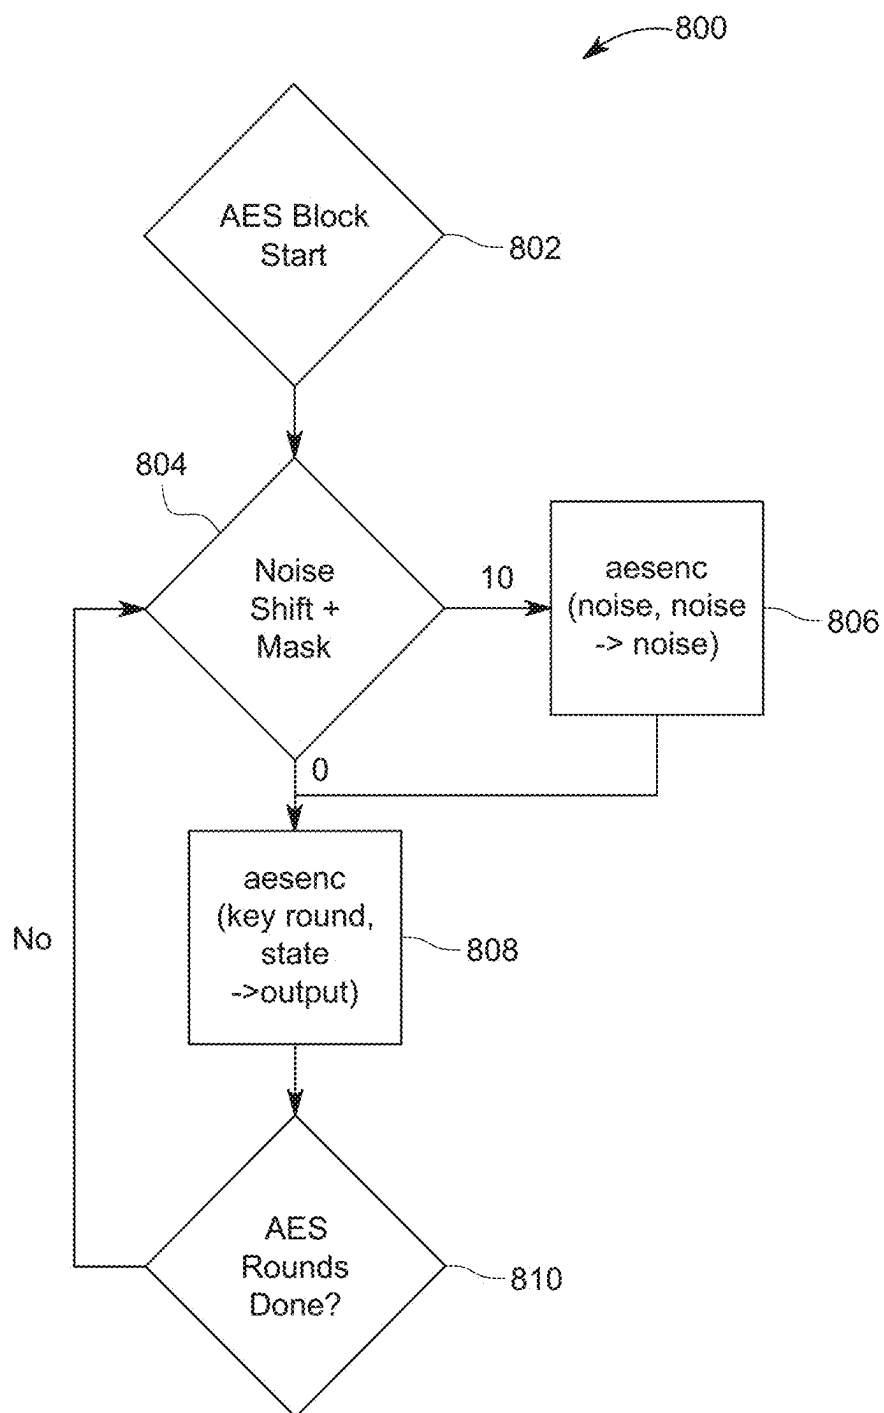 800
AES Block
Start
802
804
Noise
Shift +
Mask
10
aesenc
(noise, noise
-> noise)
806
0
aesenc
(key round,
state
->output)
808
No
AES
Rounds
Done?
810